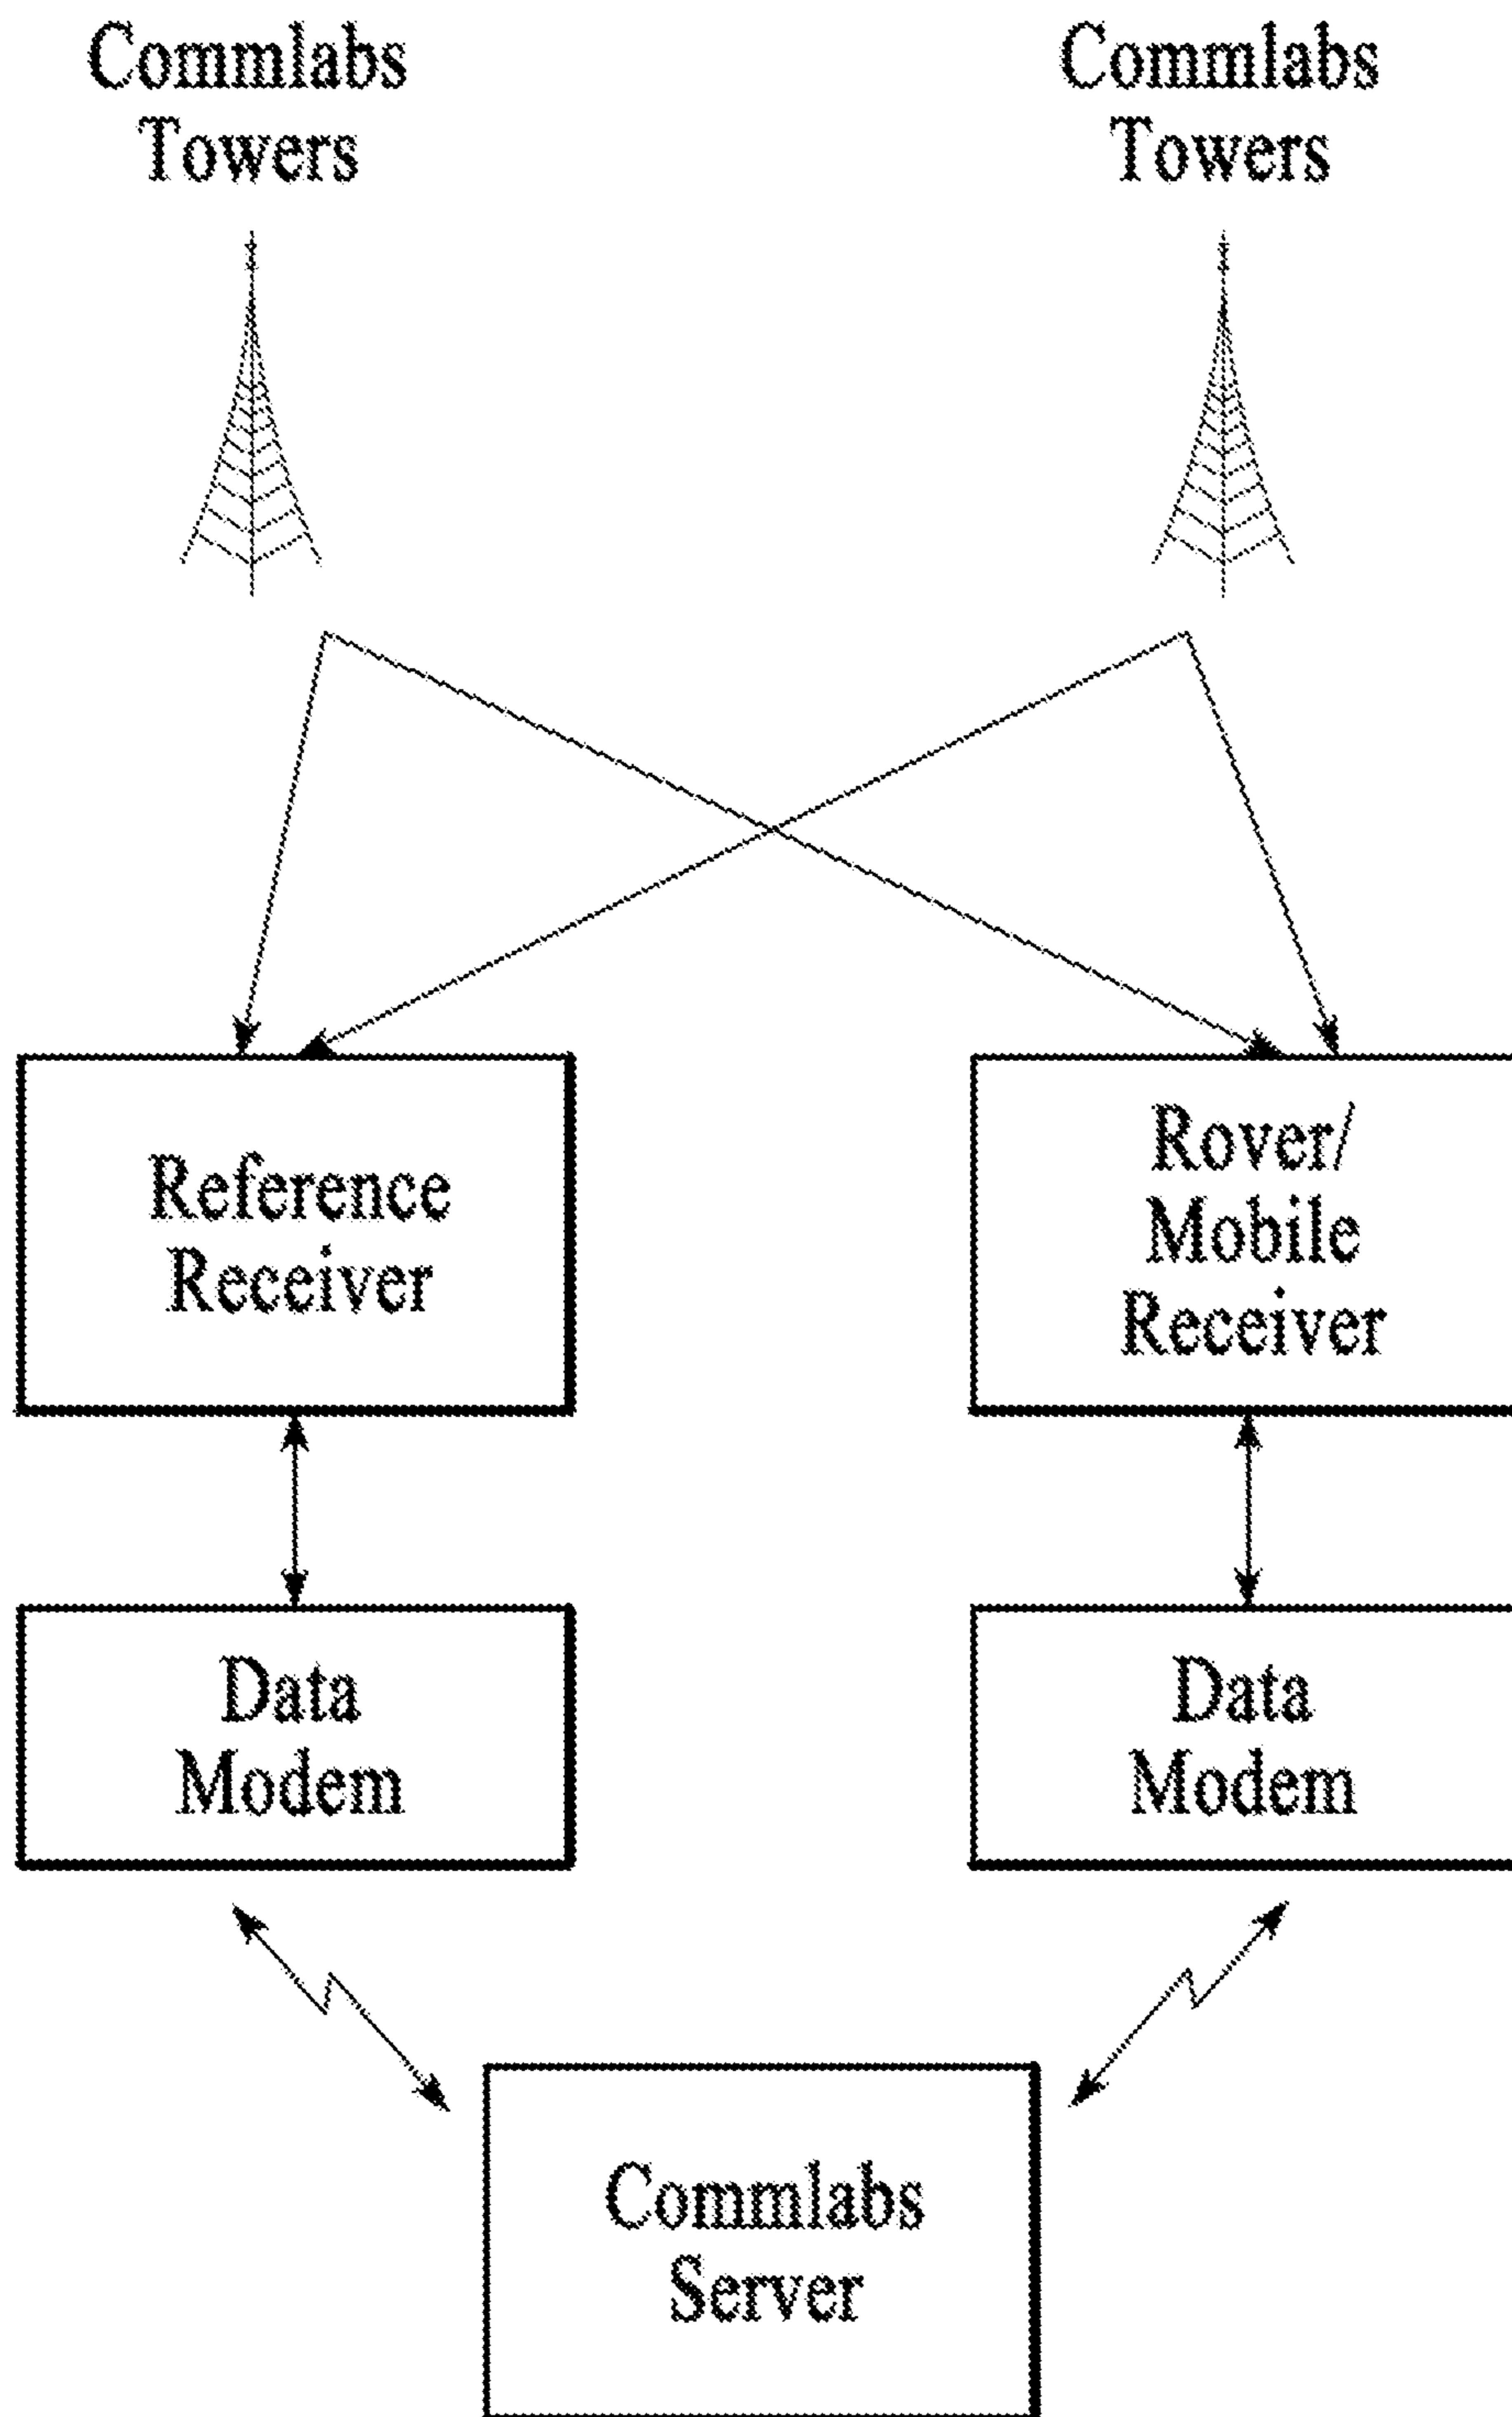 Commlabs
Towers
Commlabs
Towers
Reference
Receiver
Rover/
Mobile
Receiver
Data
Modem
Data
Modem
Commlabs
Server